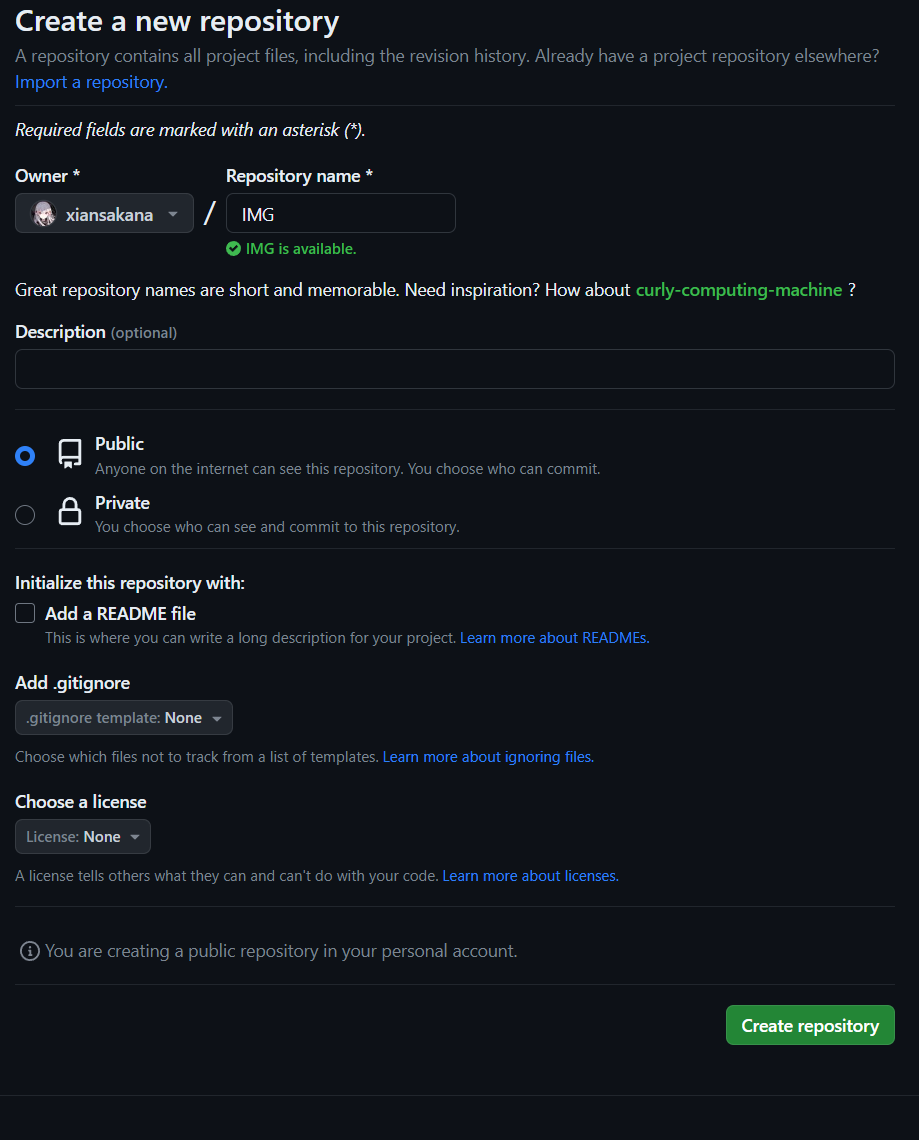 Create a new repository
A repository contains all project files, including the revision history. Already have a project repository elsewhere?
Import a repository.
Required fields are marked with an asterisk (*).
Owner *
Repository name *
xiansakana
/
IMG
IMG is available.
Great repository names are short and memorable. Need inspiration? How about curly-computing-machine ?
Description (optional)
Public
Anyone on the internet can see this repository. You choose who can commit.
Private
You choose who can see and commit to this repository.
Initialize this repository with:
Add a README file
This is where you can write a long description for your project. Learn more about READMEs.
Add .gitignore
.gitignore template: None
Choose which files not to track from a list of templates. Learn more about ignoring files.
Choose a license
License: None
A license tells others what they can and can't do with your code. Learn more about licenses.
You are creating a public repository in your personal account.
Create repository